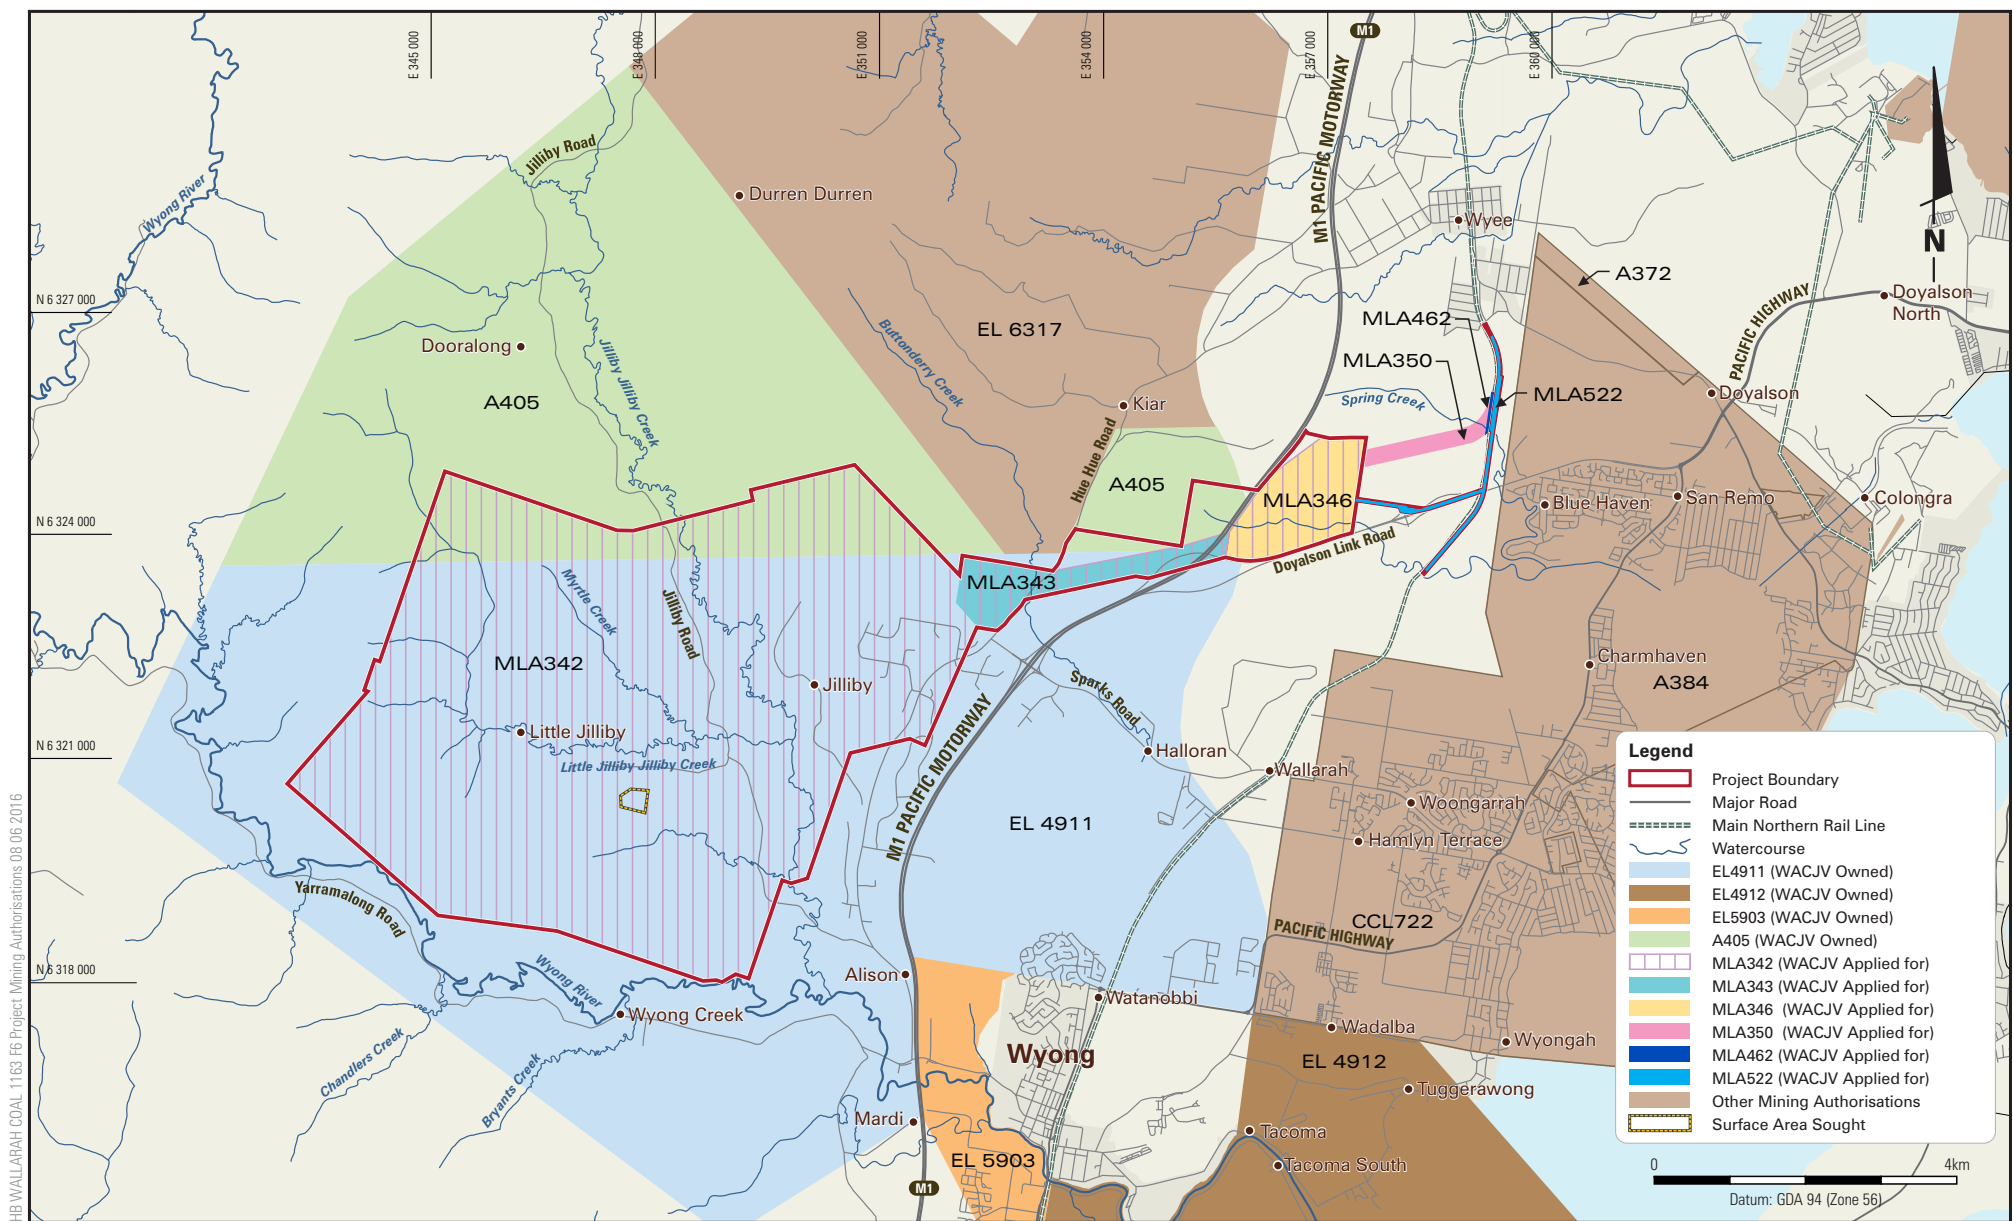 M1
E 345 000
E 348 000
E 351 000
E 354 000
E 357 000
E 360 000
M1 PACIFIC MOTORWAY
Jilliby Road
Wyong River
Durren Durren
Wyee
N
A372
PACIFIC HIGHWAY
Doyalson
North
N 6 327 000
MLA462
EL 6317
Dooralong
Jilliby Jilliby Creek
Buttonderry Creek
MLA350
MLA522
Doyalson
A405
Spring Creek
Kiar
Hue Hue Road
A405
MLA346
Blue Haven
San Remo
Colongra
N 6 324 000
Doyalson Link Road
MLA343
Myrtle Creek
Jilliby Road
MLA342
Jilliby
Charmhaven
A384
Sparks Road
Little Jilliby
Little Jilliby Jilliby Creek
M1 PACIFIC MOTORWAY
Halloran
Wallarah
N 6 321 000
EL 4911
Woongarrah
Hamlyn Terrace
Yarramalong Road
CCL722
PACIFIC HIGHWAY
N 6 318 000
Wyong River
Alison
Watanobbi
Wyong Creek
Wadalba
Wyongah
Wyong
EL 4912
Chandlers Creek
Bryants Creek
Tuggerawong
Mardi
Tacoma
EL 5903
Tacoma South
M1
Legend
Project Boundary
Major Road
Main Northern Rail Line
Watercourse
EL4911 (WACJV Owned)
EL4912 (WACJV Owned)
EL5903 (WACJV Owned)
A405 (WACJV Owned)
MLA342 (WACJV Applied for)
MLA343 (WACJV Applied for)
MLA346 (WACJV Applied for)
MLA350 (WACJV Applied for)
MLA462 (WACJV Applied for)
MLA522 (WACJV Applied for)
Other Mining Authorisations
Surface Area Sought
0 4km
Datum: GDA 94 (Zone 56)
HB WALLARAH COAL 1163 F6 Project Mining Authorisations 08 06 2016